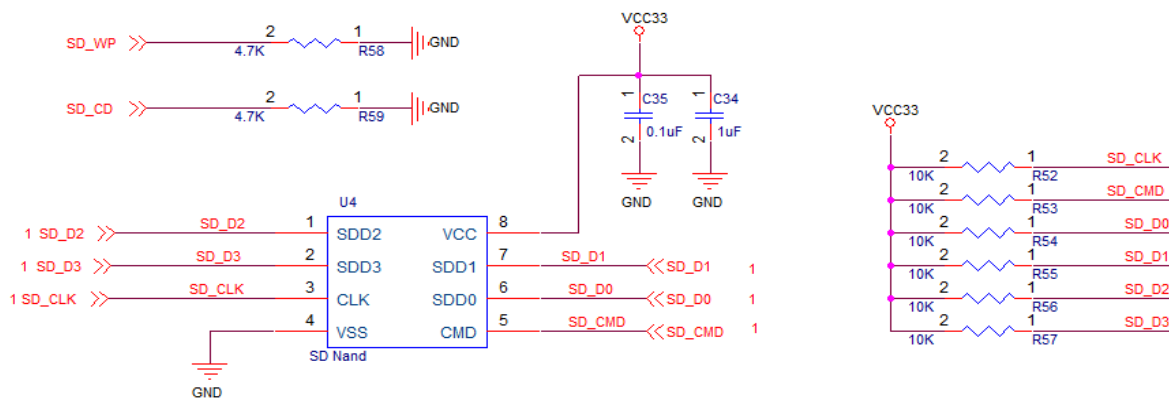 SD_WP 2 4.7K 1 R58 GND
SD_CD 2 4.7K 1 R59 GND
VCC33
1 C35 2 0.1uF GND
1 C34 2 1uF GND
U4
1 SD_D2 SD_D2 1 SDD2 VCC 8
1 SD_D3 SD_D3 2 SDD3 SDD1 7 SD_D1 SD_D1 1
1 SD_CLK SD_CLK 3 CLK SDD0 6 SD_D0 SD_D0 1
4 VSS CMD 5 SD_CMD SD_CMD 1
SD Nand
GND
VCC33
2 10K 1 R52 SD_CLK
2 10K 1 R53 SD_CMD
2 10K 1 R54 SD_D0
2 10K 1 R55 SD_D1
2 10K 1 R56 SD_D2
2 10K 1 R57 SD_D3